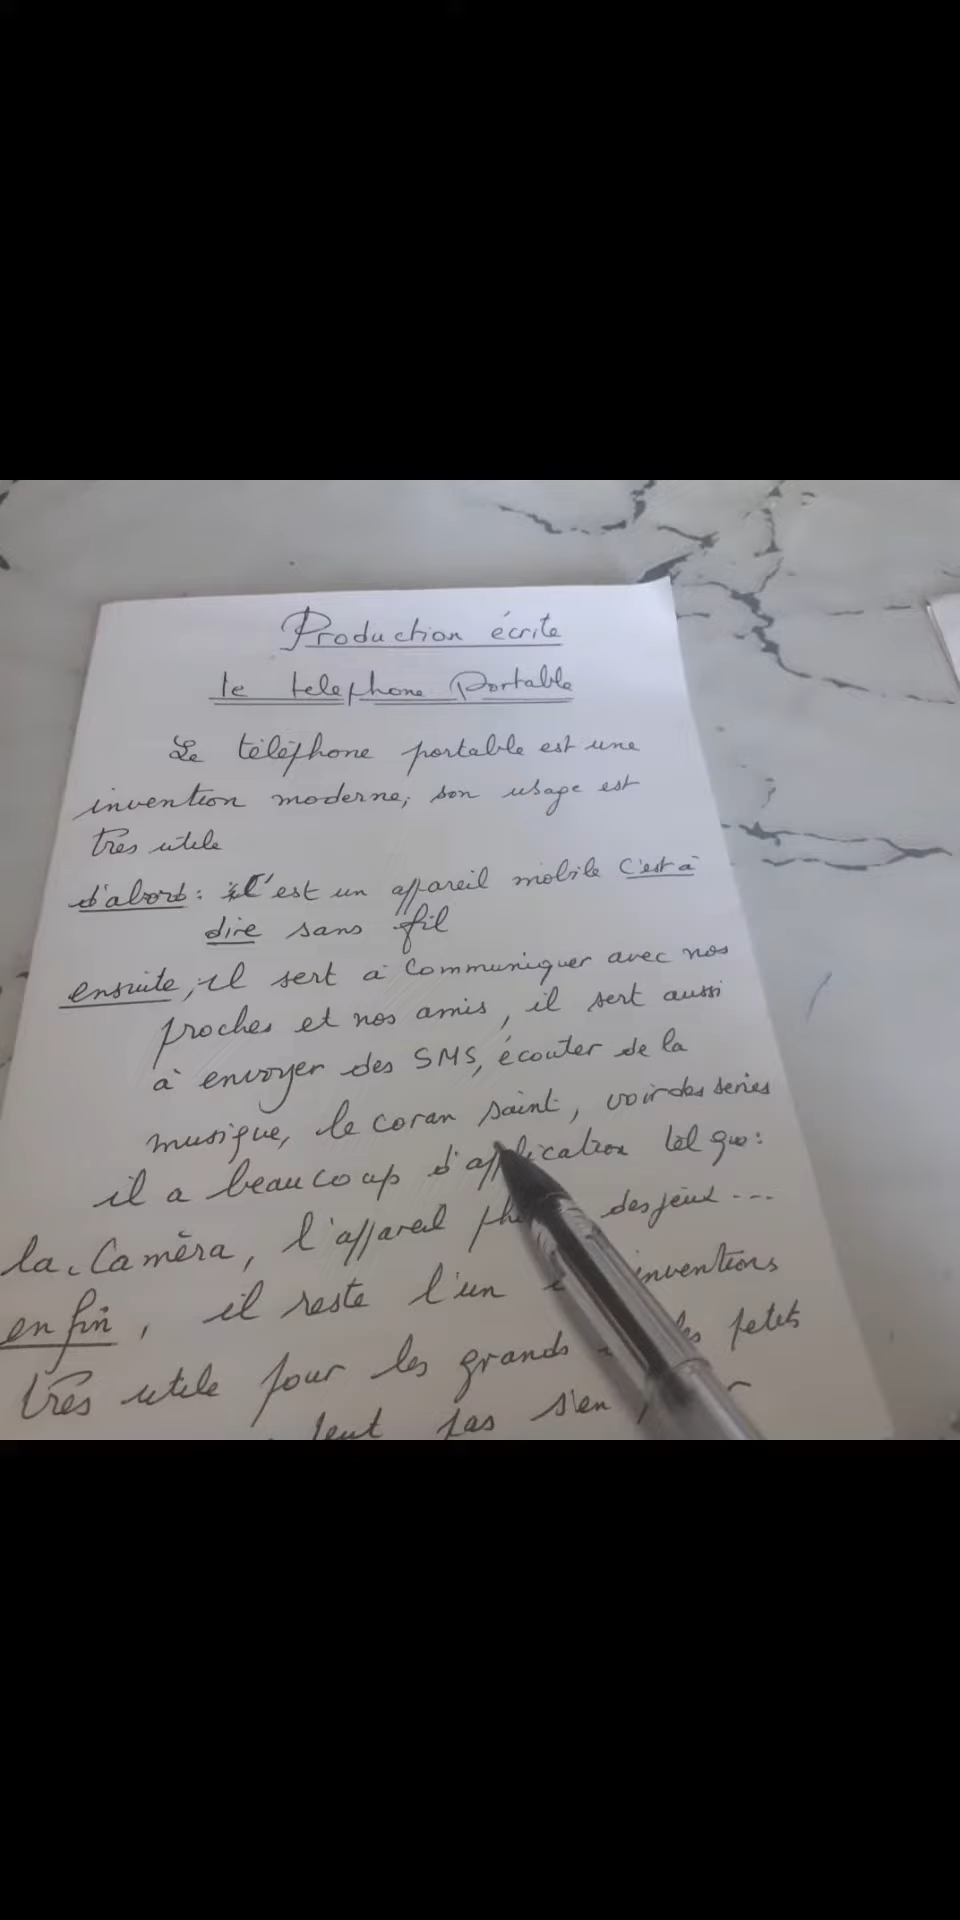 Production écrite
le telephone Portable
Le téléphone portable est une
invention moderne, son usage est
très utile
d'abord : c'est un appareil mobile c'est à
dire sans fil
ensuite, il sert à communiquer avec nos
proches et nos amis, il sert aussi
à envoyer des SMS, écouter de la
musique, le coran saint, voir des series
il a beaucoup d'application tel que :
la Caméra, l'appareil des jeux ...
enfin, il reste l'un inventions
très utile pour les grands petits
peut pas s'en